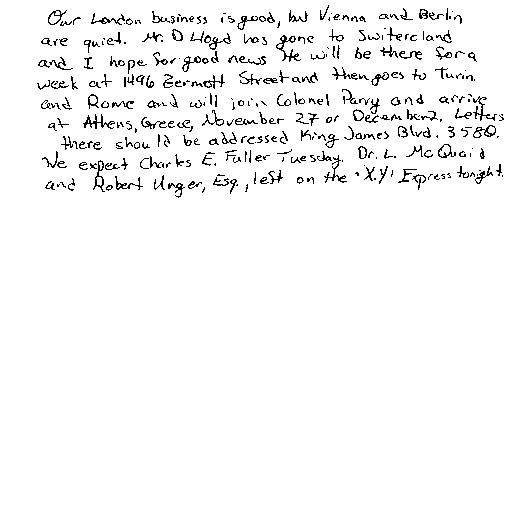 Our London business is good, but Vienna and Berlin
are quiet. Mr. D Lloyd has gone to Switerland
and I hope for good news He will be there for a
week at 1496 Zermott Street and then goes to Turin
and Rome and will join Colonel Parry and arrive
at Athens, Greece, November 27 or December 2. Letters
there should be addressed King James Blvd. 3580.
We expect Charles E. Fuller Tuesday. Dr. L. McQuaid
and Robert Unger, Esq., left on the "X.Y." Express tonight.